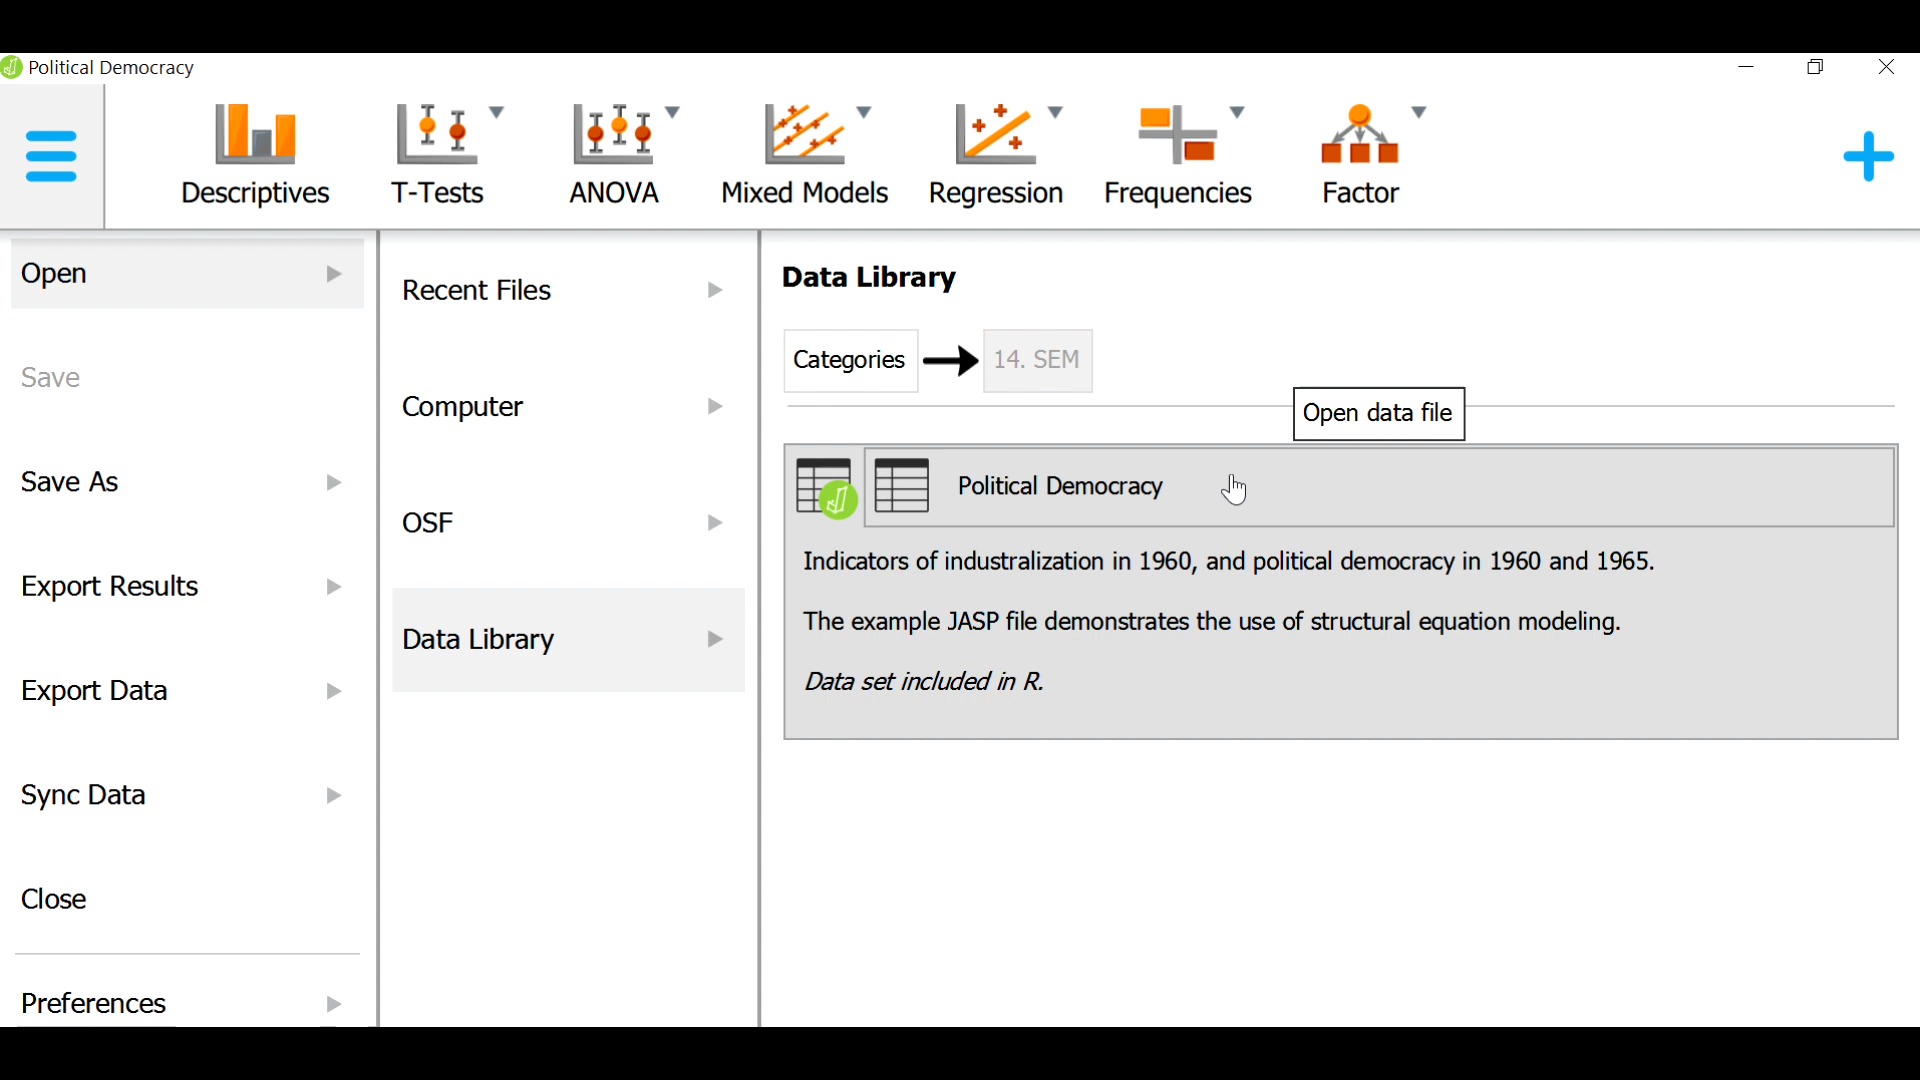 Political Democracy
Descriptives
T-Tests
ANOVA
Mixed Models
Regression
Frequencies
Factor
Open
Save
Save As
Export Results
Export Data
Sync Data
Close
Preferences
Recent Files
Computer
OSF
Data Library
Data Library
Categories
14. SEM
Open data file
Political Democracy
Indicators of industralization in 1960, and political democracy in 1960 and 1965.
The example JASP file demonstrates the use of structural equation modeling.
Data set included in R.